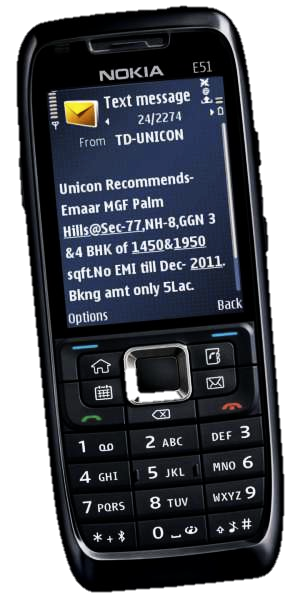 NOKIA E51
Text message
24/2274
From TD-UNICON
Unicon Recommends-
Emaar MGF Palm
Hills@Sec-77,NH-8,GGN 3
&4 BHK of 1450&1950
sqft.No EMI till Dec- 2011.
Bkng amt only 5Lac.
Options Back
1 2 ABC DEF 3
4 GHI 5 JKL MNO 6
7 PQRS 8 TUV WXYZ 9
* + 0 #